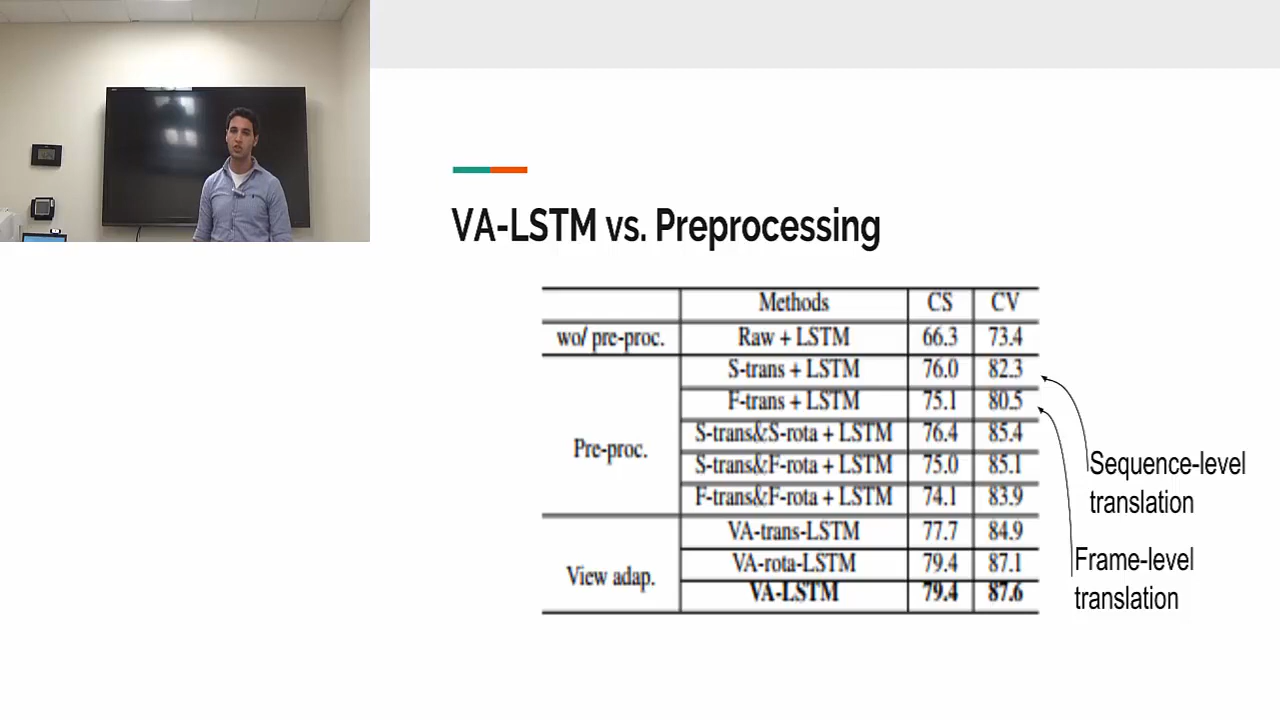 VA-LSTM vs. Preprocessing
Methods CS CV
wo/ pre-proc. Raw + LSTM 66.3 73.4
S-trans + LSTM 76.0 82.3
F-trans + LSTM 75.1 80.5
Pre-proc. S-trans&S-rota + LSTM 76.4 85.4
S-trans&F-rota + LSTM 75.0 85.1
F-trans&F-rota + LSTM 74.1 83.9
VA-trans-LSTM 77.7 84.9
View adap. VA-rota-LSTM 79.4 87.1
VA-LSTM 79.4 87.6
Sequence-level
translation
Frame-level
translation